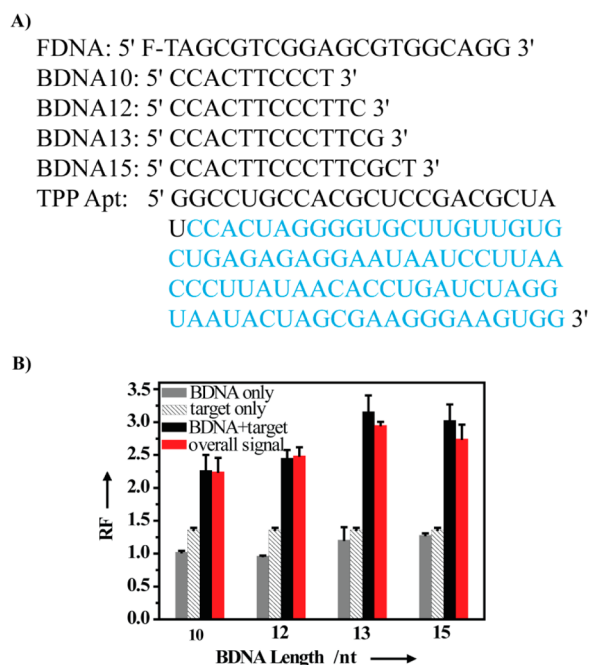 A)
FDNA: 5' F-TAGCGTCGGAGCGTGGCAGG 3'
BDNA10: 5' CCACTTCCCT 3'
BDNA12: 5' CCACTTCCCTTC 3'
BDNA13: 5' CCACTTCCCTTCG 3'
BDNA15: 5' CCACTTCCCTTCGCT 3'
TPP Apt: 5' GGCCUGCCACGCUCCGACGCUA
UCCACUAGGGGUGCUUGUUGUG
CUGAGAGAGGAAUAAUCCUUAA
CCCUUAUAACACCUGAUCUAGG
UAAUACUAGCGAAGGGAAGUGG 3'
B)
BDNA only
target only
BDNA+target
overall signal
RF
3.5
3.0
2.5
2.0
1.5
1.0
0.5
0.0
10 12 13 15
BDNA Length /nt